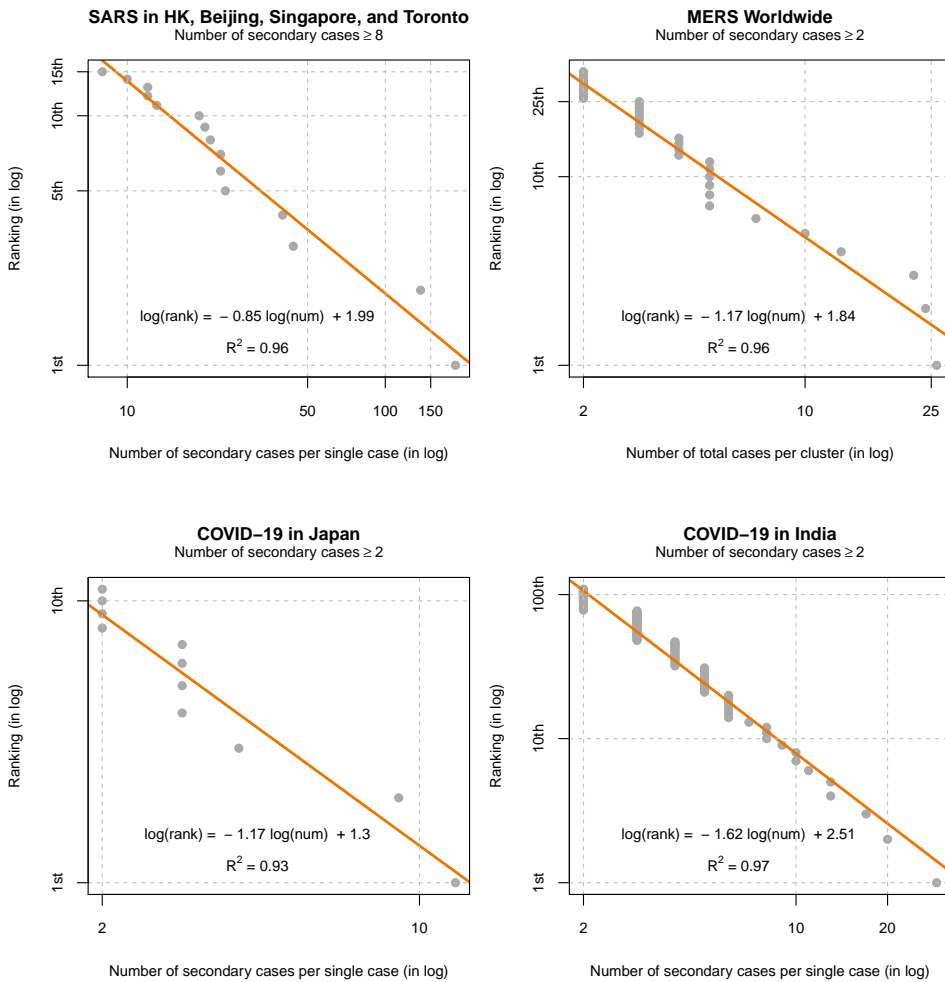 SARS in HK, Beijing, Singapore, and Toronto
Number of secondary cases ≥ 8
Ranking (in log)
15th
10th
5th
1st
log(rank) = − 0.85 log(num) + 1.99
R² = 0.96
10 50 100 150
Number of secondary cases per single case (in log)
MERS Worldwide
Number of secondary cases ≥ 2
Ranking (in log)
25th
10th
1st
log(rank) = − 1.17 log(num) + 1.84
R² = 0.96
2 10 25
Number of total cases per cluster (in log)
COVID−19 in Japan
Number of secondary cases ≥ 2
Ranking (in log)
10th
1st
log(rank) = − 1.17 log(num) + 1.3
R² = 0.93
2 10
Number of secondary cases per single case (in log)
COVID−19 in India
Number of secondary cases ≥ 2
Ranking (in log)
100th
10th
1st
log(rank) = − 1.62 log(num) + 2.51
R² = 0.97
2 10 20
Number of secondary cases per single case (in log)